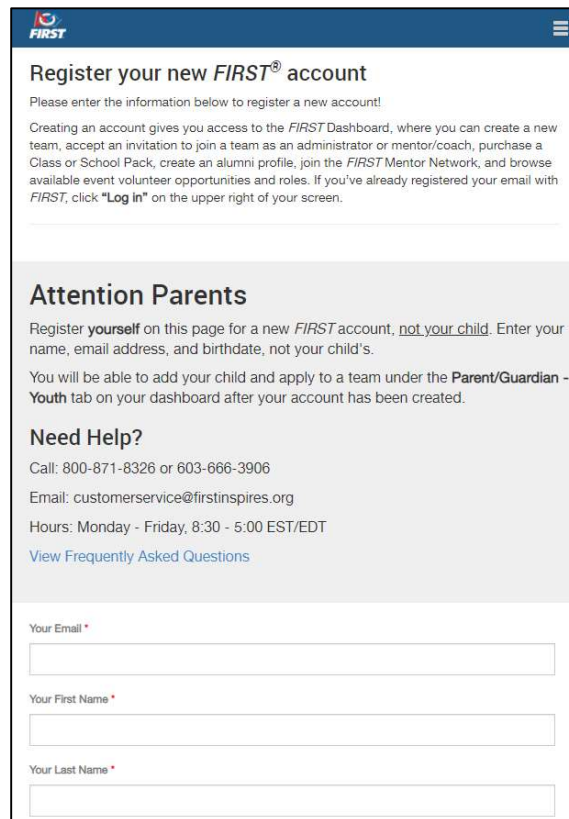 FIRST
Register your new FIRST® account
Please enter the information below to register a new account!
Creating an account gives you access to the FIRST Dashboard, where you can create a new
team, accept an invitation to join a team as an administrator or mentor/coach, purchase a
Class or School Pack, create an alumni profile, join the FIRST Mentor Network, and browse
available event volunteer opportunities and roles. If you've already registered your email with
FIRST, click “Log in” on the upper right of your screen.
Attention Parents
Register yourself on this page for a new FIRST account, not your child. Enter your
name, email address, and birthdate, not your child's.
You will be able to add your child and apply to a team under the Parent/Guardian -
Youth tab on your dashboard after your account has been created.
Need Help?
Call: 800-871-8326 or 603-666-3906
Email: customerservice@firstinspires.org
Hours: Monday - Friday, 8:30 - 5:00 EST/EDT
View Frequently Asked Questions
Your Email *
Your First Name *
Your Last Name *